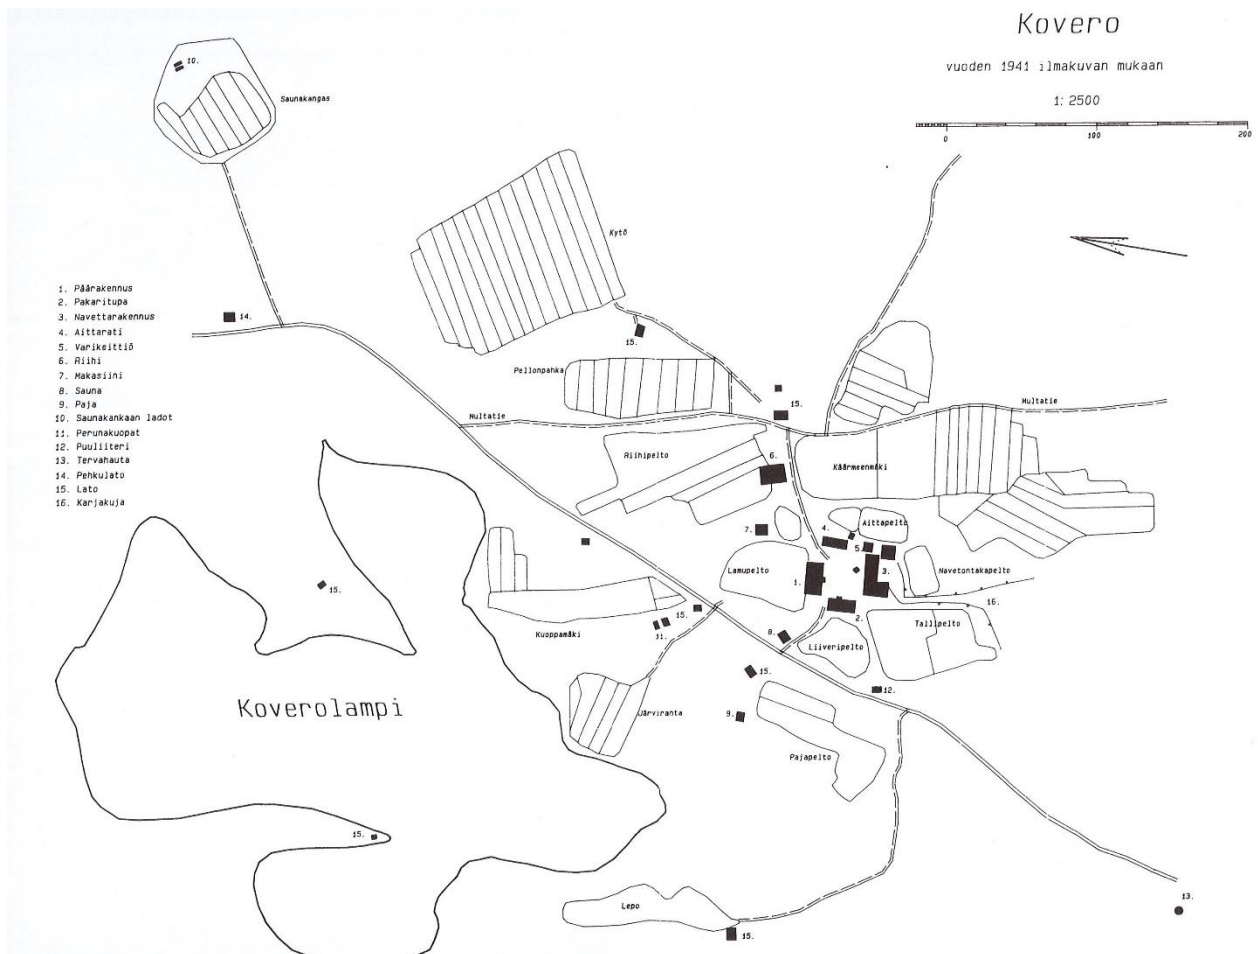 Kovero
vuoden 1941 ilmakuvan mukaan
1: 2500
0 100 200
10.
Saunakangas
Kytö
1. Päärakennus
2. Pakaritupa
3. Navettarakennus
4. Aittarati
5. Varikeittiö
6. Riihi
7. Makasiini
8. Sauna
9. Paja
10. Saunakankaan ladot
11. Perunakuopat
12. Puuliiteri
13. Tervahauta
14. Pehkulato
15. Lato
16. Karjakuja
14.
15.
Pellonpahka
15.
Multatie
Multatie
Riihipelto
6.
Käärmeenmäki
7.
4.
Aittapelto
5.
Lamupelto
1.
3.
Navetontakapelto
15.
16.
2.
Tallipelto
15.
11.
Kuoppamäki
8.
Liiveripelto
15.
12.
Koverolampi
Järviranta
9.
Pajapelto
15.
13.
Lepo
15.